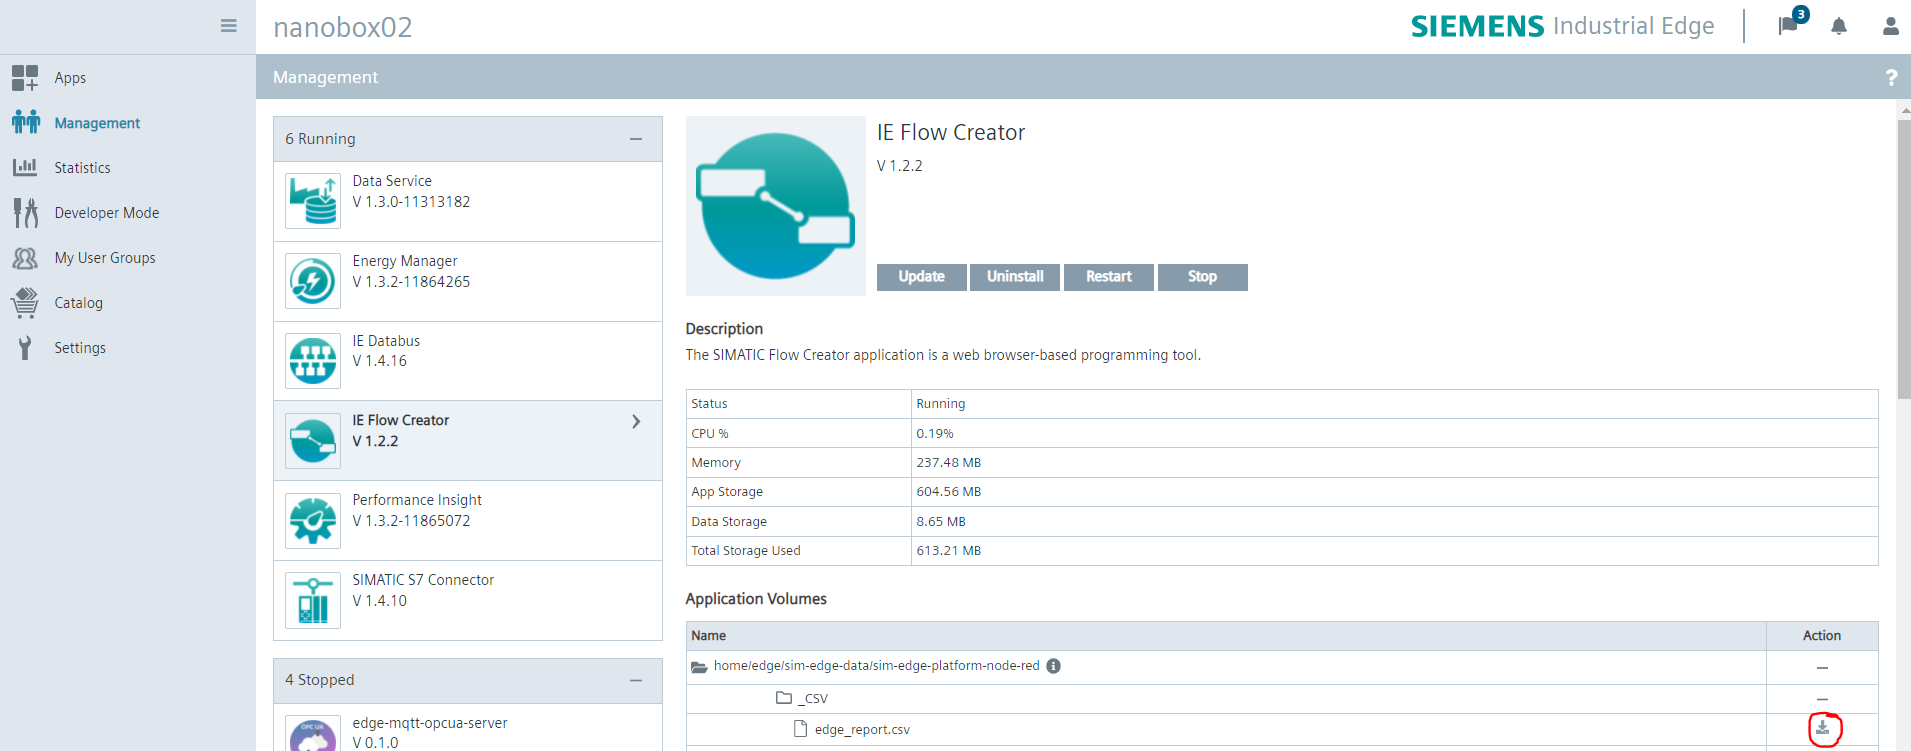 nanobox02
SIEMENS Industrial Edge
3
Apps
Management
Statistics
Developer Mode
My User Groups
Catalog
Settings
Management
?
6 Running
Data Service
V 1.3.0-11313182
Energy Manager
V 1.3.2-11864265
IE Databus
V 1.4.16
IE Flow Creator
V 1.2.2
Performance Insight
V 1.3.2-11865072
SIMATIC S7 Connector
V 1.4.10
4 Stopped
OPC UA
edge-mqtt-opcua-server
V 0.1.0
IE Flow Creator
V 1.2.2
Update Uninstall Restart Stop
Description
The SIMATIC Flow Creator application is a web browser-based programming tool.
Status Running
CPU % 0.19%
Memory 237.48 MB
App Storage 604.56 MB
Data Storage 8.65 MB
Total Storage Used 613.21 MB
Application Volumes
Name Action
home/edge/sim-edge-data/sim-edge-platform-node-red
_CSV
edge_report.csv